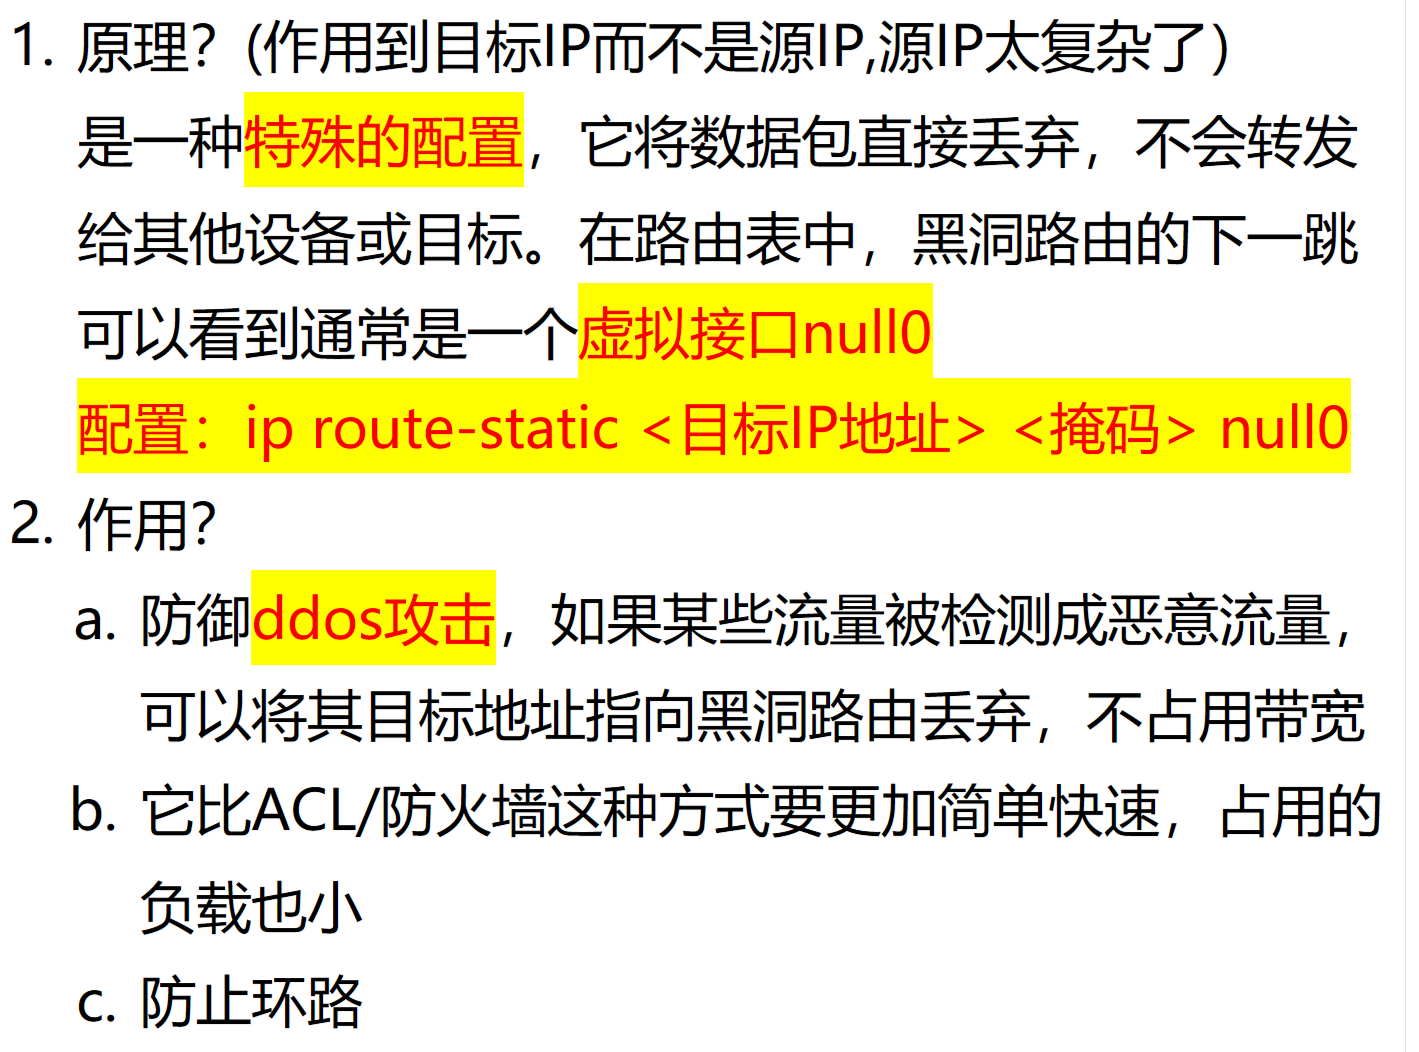 1. 原理？(作用到目标IP而不是源IP,源IP太复杂了)
是一种特殊的配置，它将数据包直接丢弃，不会转发
给其他设备或目标。在路由表中，黑洞路由的下一跳
可以看到通常是一个虚拟接口null0
配置：ip route-static <目标IP地址> <掩码> null0
2. 作用？
a. 防御ddos攻击，如果某些流量被检测成恶意流量，
可以将其目标地址指向黑洞路由丢弃，不占用带宽
b. 它比ACL/防火墙这种方式要更加简单快速，占用的
负载也小
c. 防止环路